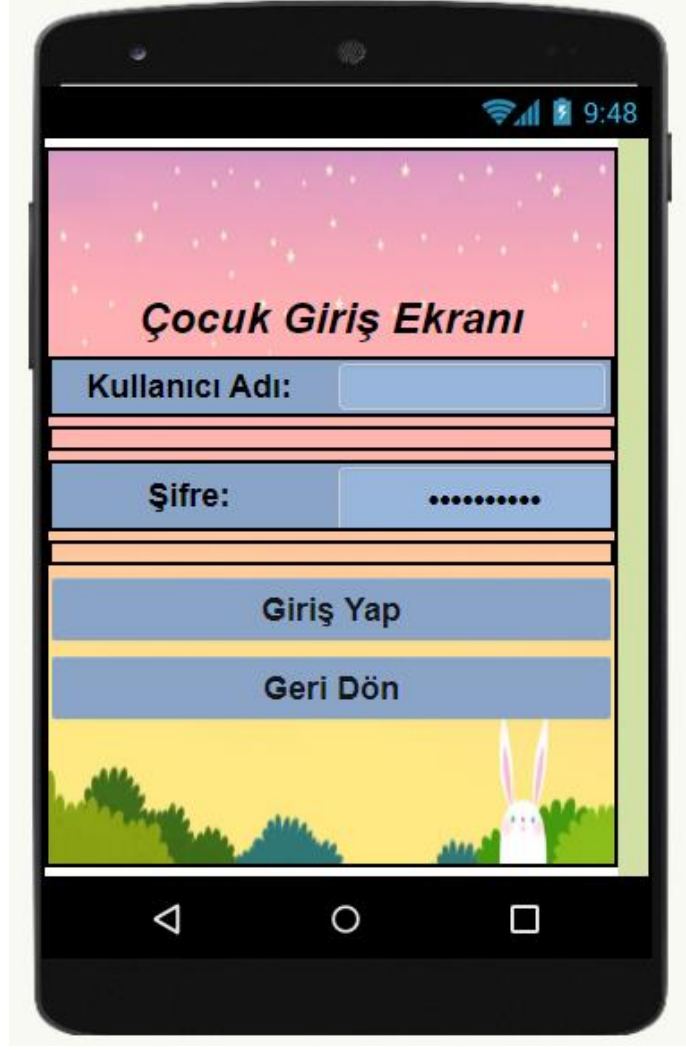 9:48
Çocuk Giriş Ekranı
Kullanıcı Adı:
Şifre: ••••••••••
Giriş Yap
Geri Dön